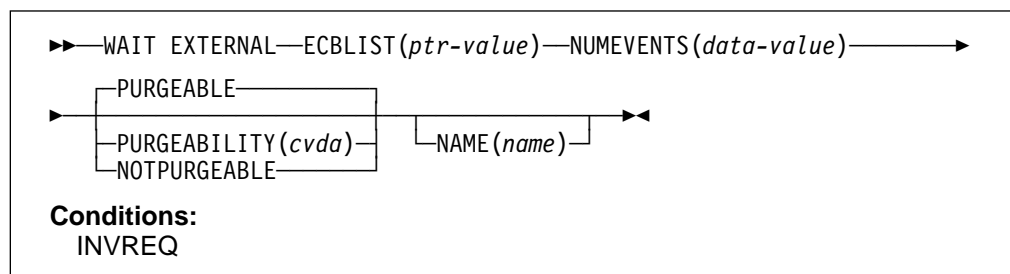 WAIT EXTERNAL ECBLIST(ptr-value) NUMEVENTS(data-value)
PURGEABLE
PURGEABILITY(cvda) NAME(name)
NOTPURGEABLE
Conditions:
INVREQ